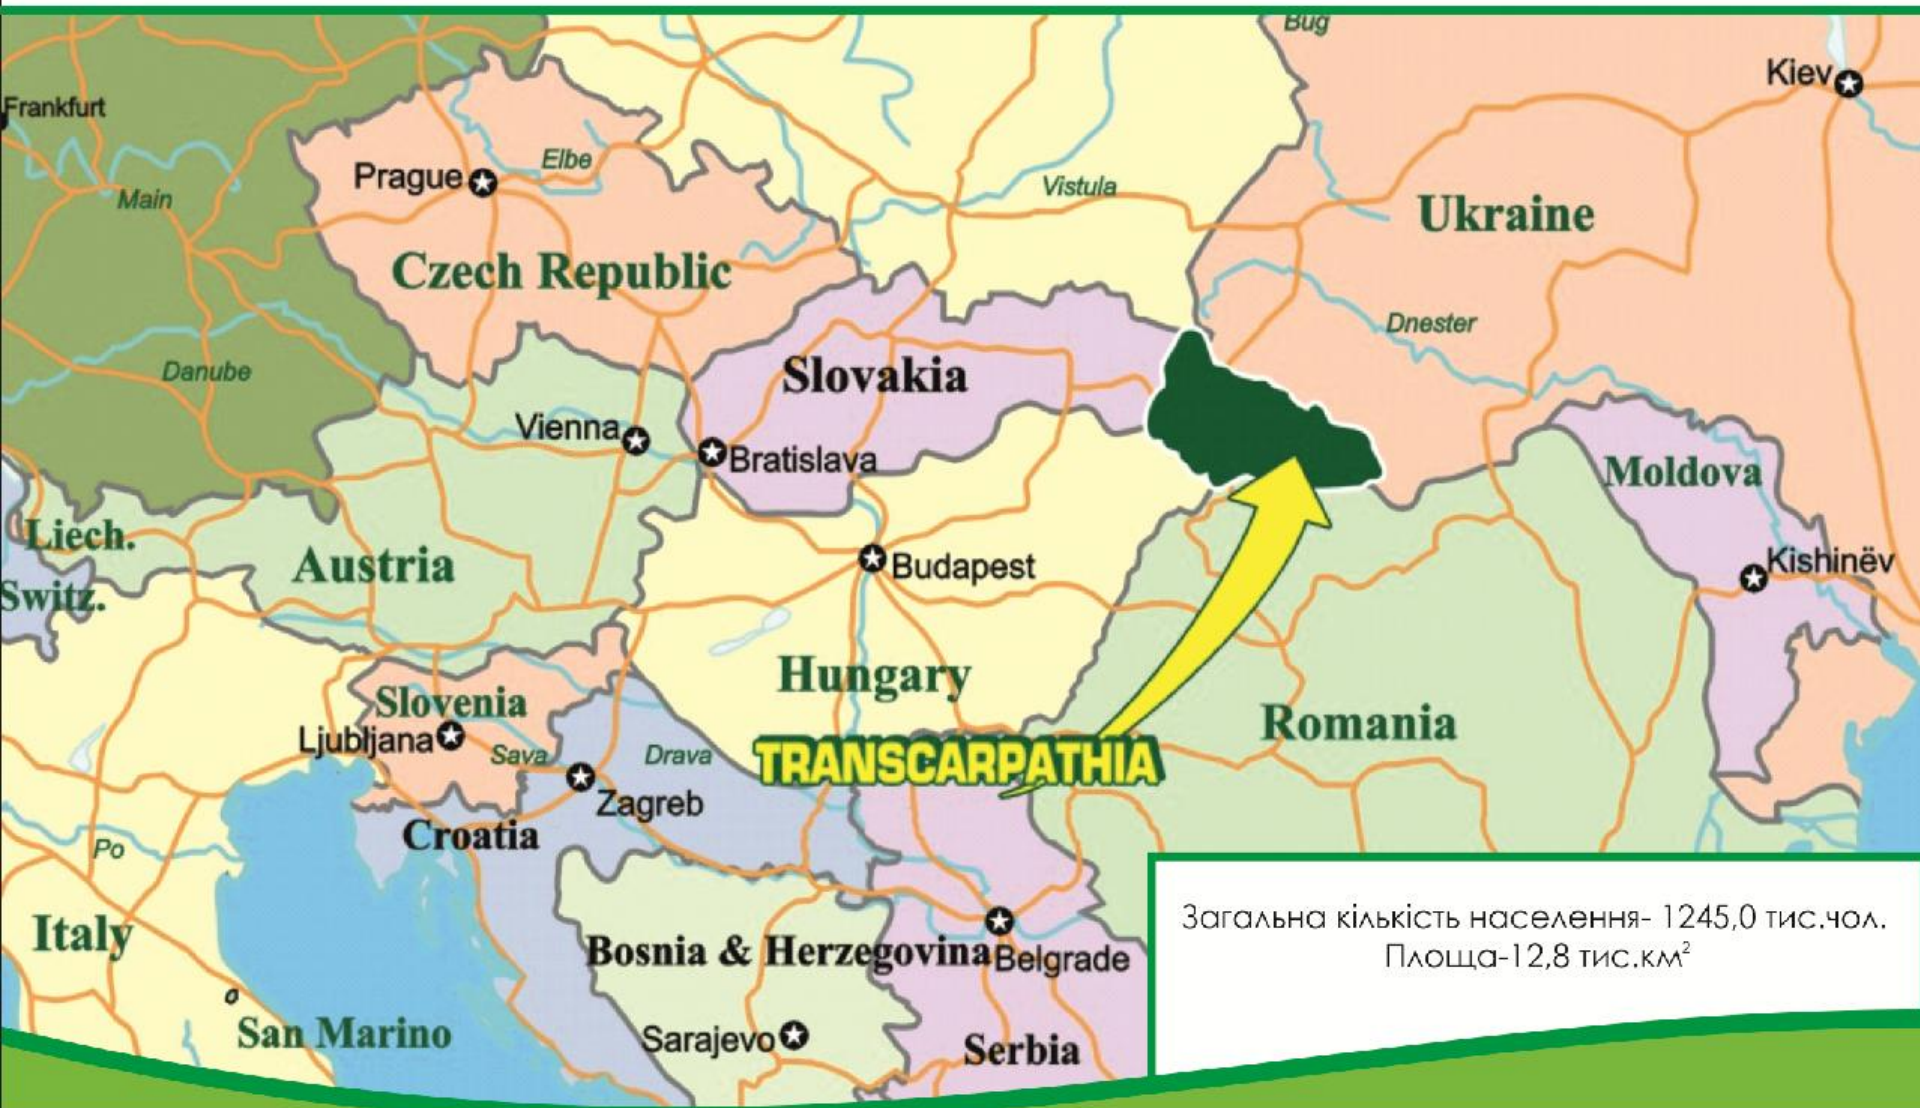 Bug
Kiev
Frankfurt
Prague
Elbe
Main
Vistula
Ukraine
Czech Republic
Dnester
Danube
Slovakia
Vienna
Bratislava
Moldova
Liech.
Austria
Budapest
Kishinëv
Switz.
Hungary
Slovenia
Romania
Ljubljana
Sava
Drava
TRANSCARPATHIA
Zagreb
Croatia
Po
Загальна кількість населення- 1245,0 тис.чол.
Площа-12,8 тис.км²
Italy
Bosnia & Herzegovina
Belgrade
San Marino
Sarajevo
Serbia